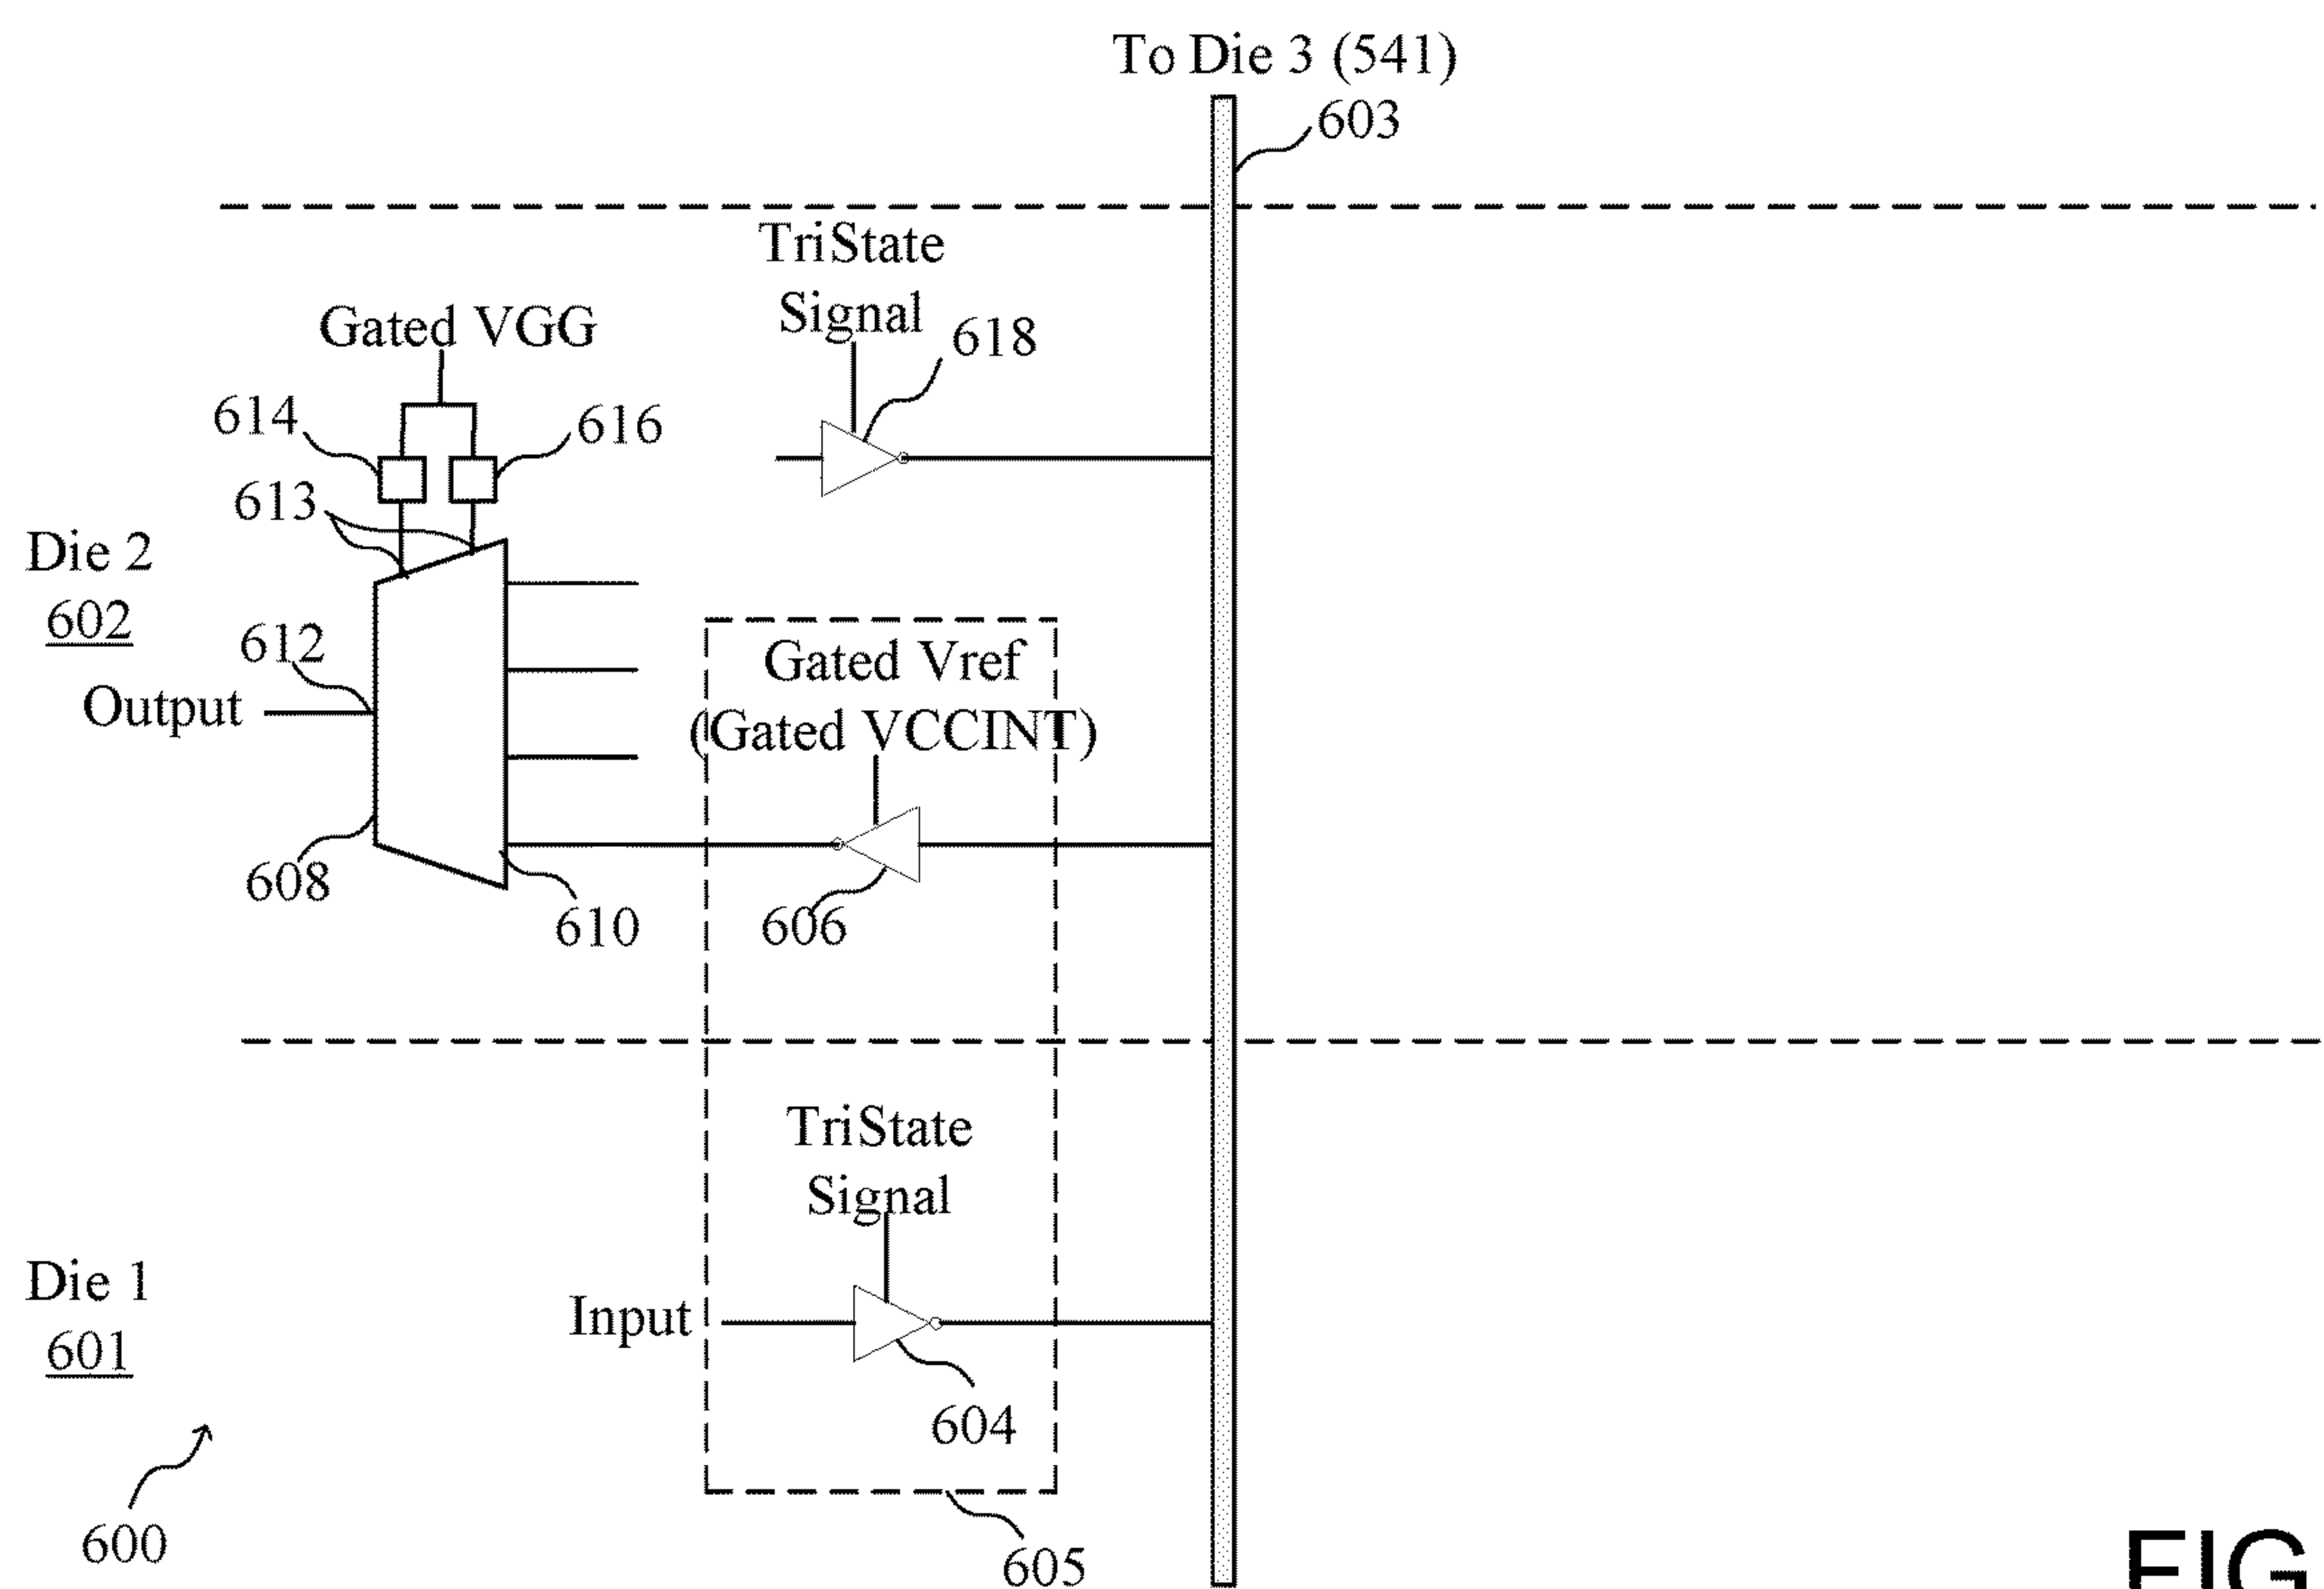 To Die 3 (541)
603
TriState
Signal
618
Gated VGG
614
616
613
Die 2
602
612
Output
Gated Vref
(Gated VCCINT)
608
610
606
TriState
Signal
Die 1
601
Input
604
600
605
FIG